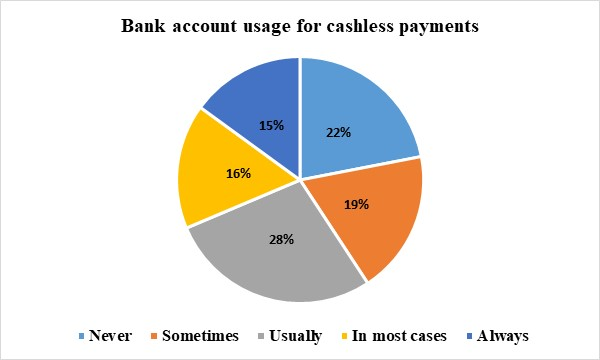 Bank account usage for cashless payments
22%
19%
28%
16%
15%
Never Sometimes Usually In most cases Always